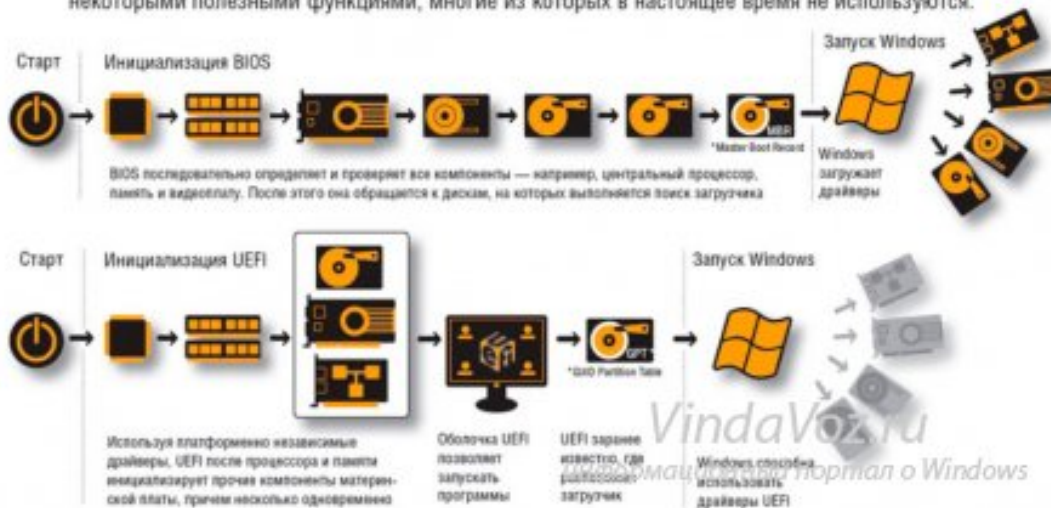 некоторыми полезными функциями, многие из которых в настоящее время не используются.
Старт
Инициализация BIOS
Запуск Windows
MBR
*Master Boot Record
BIOS последовательно определяет и проверяет все компоненты — например, центральный процессор,
память и видеоплату. После этого она обращается к дискам, на которых выполняется поиск загрузчика
Windows
загружает
драйверы
Старт
Инициализация UEFI
Запуск Windows
GPT*
*GUID Partition Table
Используя платформенно независимые
драйверы, UEFI после процессора и памяти
инициализирует прочие компоненты материн-
ской платы, причем несколько одновременно
Оболочка UEFI
позволяет
запускать
программы
UEFI заранее
известно, где
расположен
загрузчик
Windows способна
использовать
драйверы UEFI
VindaVoz.ru
информационный портал о Windows